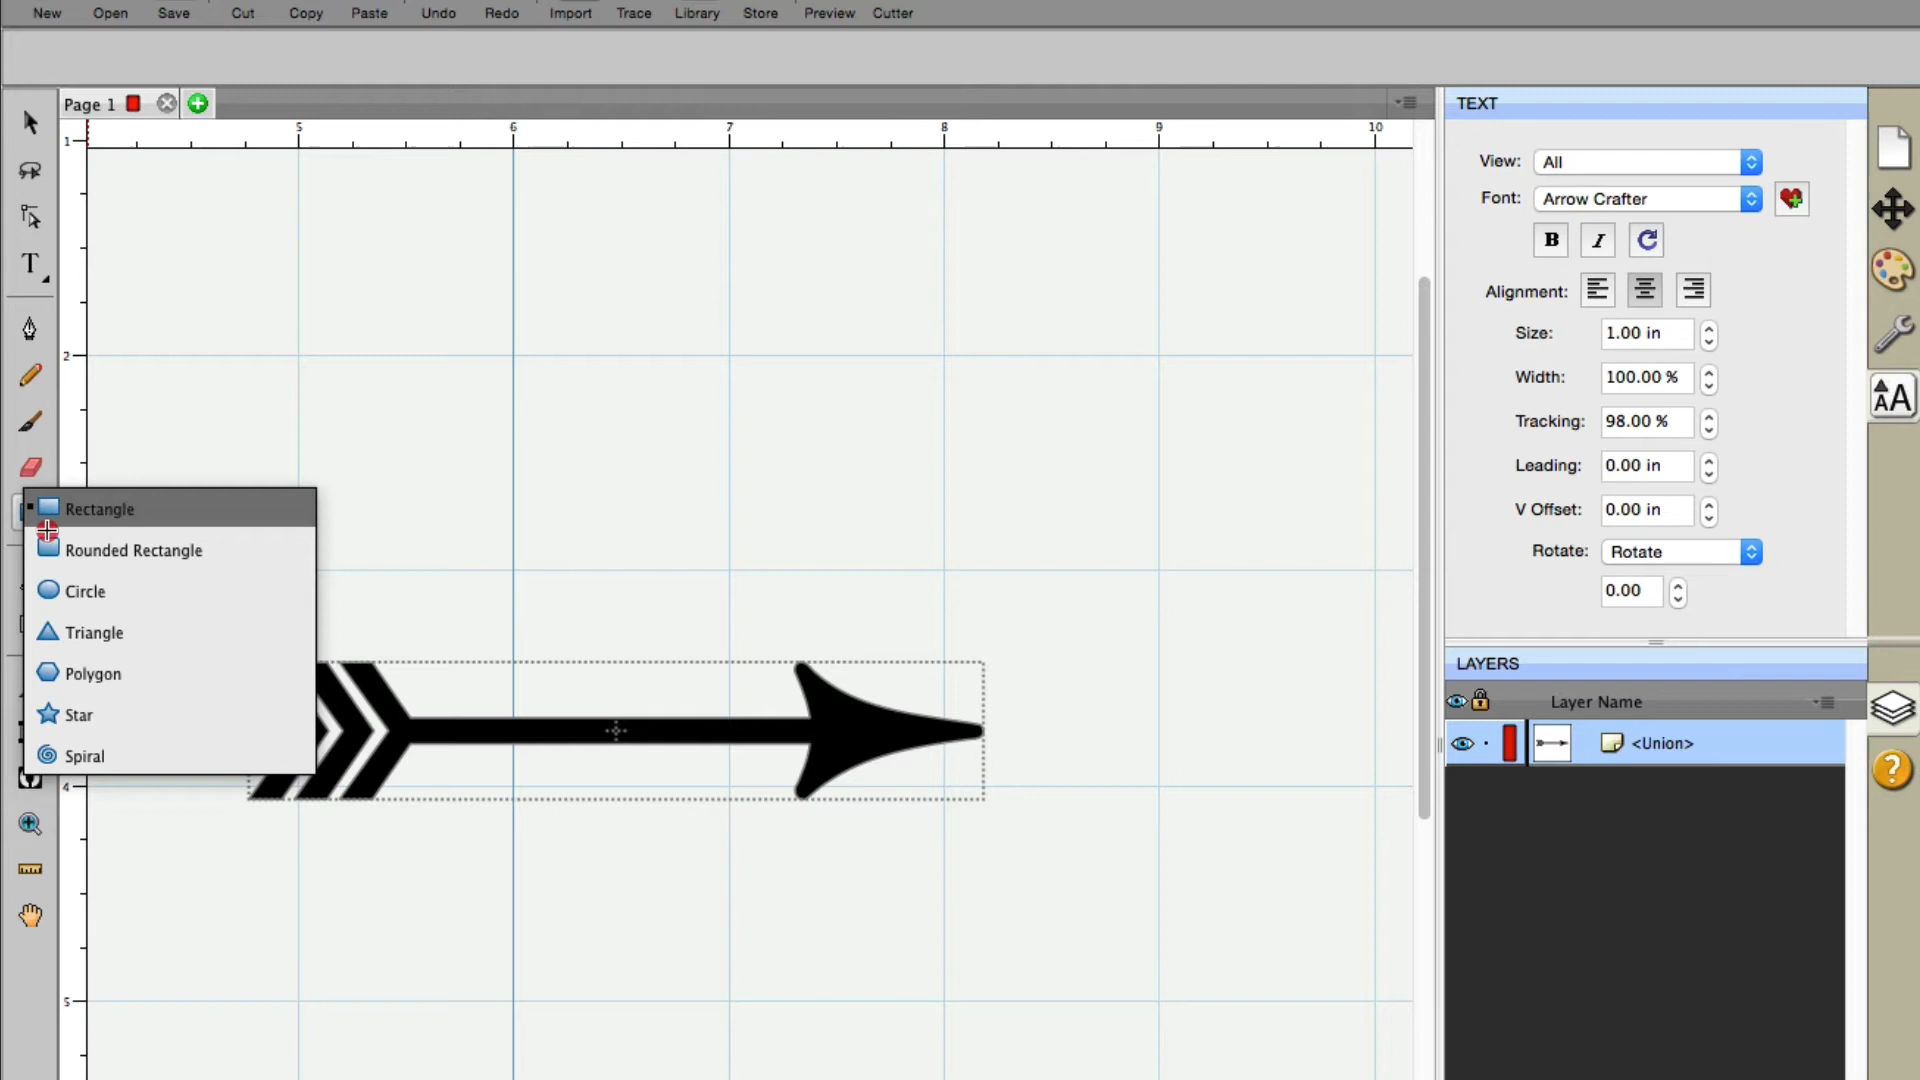 New Open Save Cut Copy Paste Undo Redo Import Trace Library Store Preview Cutter
Page 1
5 6 7 8 9 10
1
2
4
5
Rectangle
Rounded Rectangle
Circle
Triangle
Polygon
Star
Spiral
T
TEXT
View: All
Font: Arrow Crafter
B I
Alignment:
Size: 1.00 in
Width: 100.00 %
Tracking: 98.00 %
Leading: 0.00 in
V Offset: 0.00 in
Rotate: Rotate
0.00
LAYERS
Layer Name
<Union>
AA
?